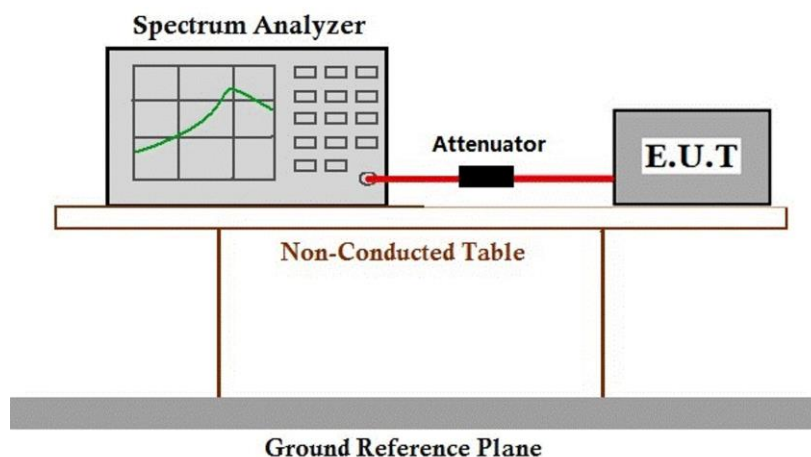 Spectrum Analyzer
Attenuator
E.U.T
Non-Conducted Table
Ground Reference Plane